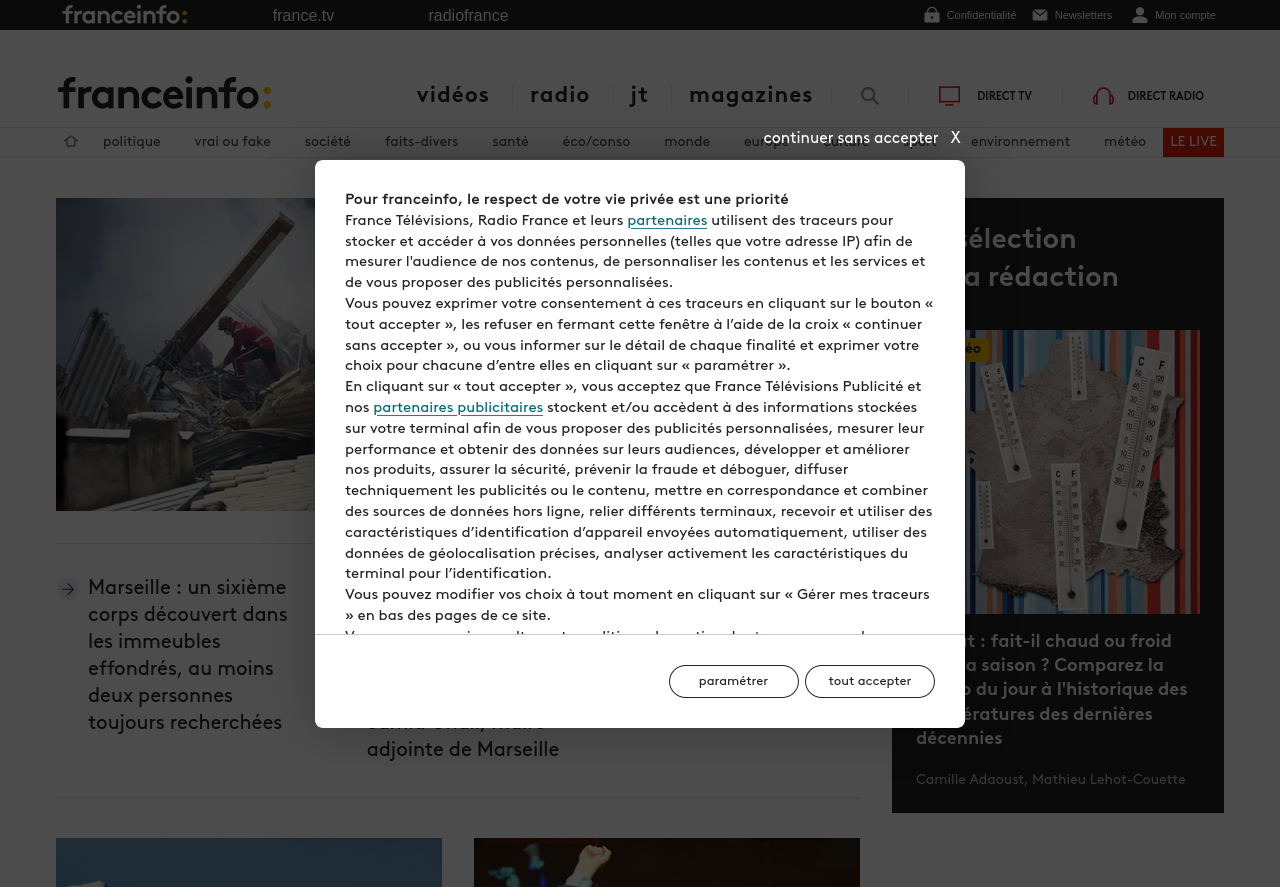 franceinfo: france.tv radiofrance Confidentialité Newsletters Mon compte
franceinfo: vidéos radio jt magazines DIRECT TV DIRECT RADIO
politique vrai ou fake société faits-divers santé éco/conso monde europe culture sport environnement météo LE LIVE
continuer sans accepter X
Pour franceinfo, le respect de votre vie privée est une priorité
France Télévisions, Radio France et leurs partenaires utilisent des traceurs pour
stocker et accéder à vos données personnelles (telles que votre adresse IP) afin de
mesurer l'audience de nos contenus, de personnaliser les contenus et les services et
de vous proposer des publicités personnalisées.
Vous pouvez exprimer votre consentement à ces traceurs en cliquant sur le bouton «
tout accepter », les refuser en fermant cette fenêtre à l’aide de la croix « continuer
sans accepter », ou vous informer sur le détail de chaque finalité et exprimer votre
choix pour chacune d’entre elles en cliquant sur « paramétrer ».
En cliquant sur « tout accepter », vous acceptez que France Télévisions Publicité et
nos partenaires publicitaires stockent et/ou accèdent à des informations stockées
sur votre terminal afin de vous proposer des publicités personnalisées, mesurer leur
performance et obtenir des données sur leurs audiences, développer et améliorer
nos produits, assurer la sécurité, prévenir la fraude et déboguer, diffuser
techniquement les publicités ou le contenu, mettre en correspondance et combiner
des sources de données hors ligne, relier différents terminaux, recevoir et utiliser des
caractéristiques d’identification d’appareil envoyées automatiquement, utiliser des
données de géolocalisation précises, analyser activement les caractéristiques du
terminal pour l’identification.
Vous pouvez modifier vos choix à tout moment en cliquant sur « Gérer mes traceurs
» en bas des pages de ce site.
paramétrer tout accepter
Marseille : un sixième
corps découvert dans
les immeubles
effondrés, au moins
deux personnes
toujours recherchées
adjointe de Marseille
sélection
a rédaction
: fait-il chaud ou froid
a saison ? Comparez la
du jour à l'historique des
des dernières
décennies
Camille Adaoust, Mathieu Lehot-Couette